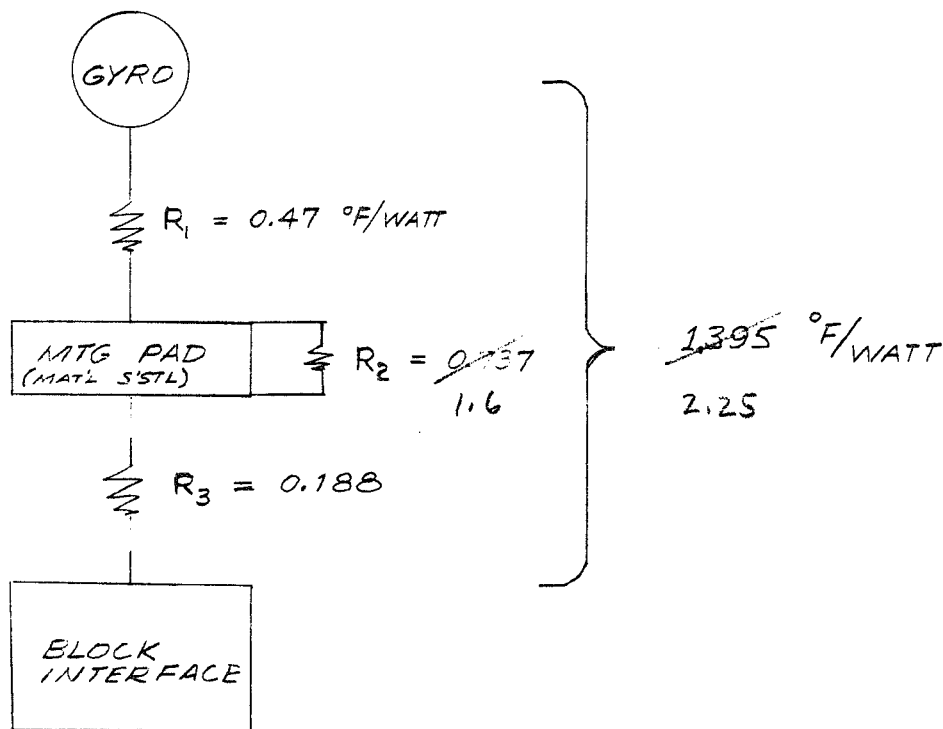 GYRO
R₁ = 0.47 °F/WATT
MTG PAD
(MAT'L S'STL)
R₂ = 0.737
1.6
1.395 °F/WATT
2.25
R₃ = 0.188
BLOCK
INTERFACE